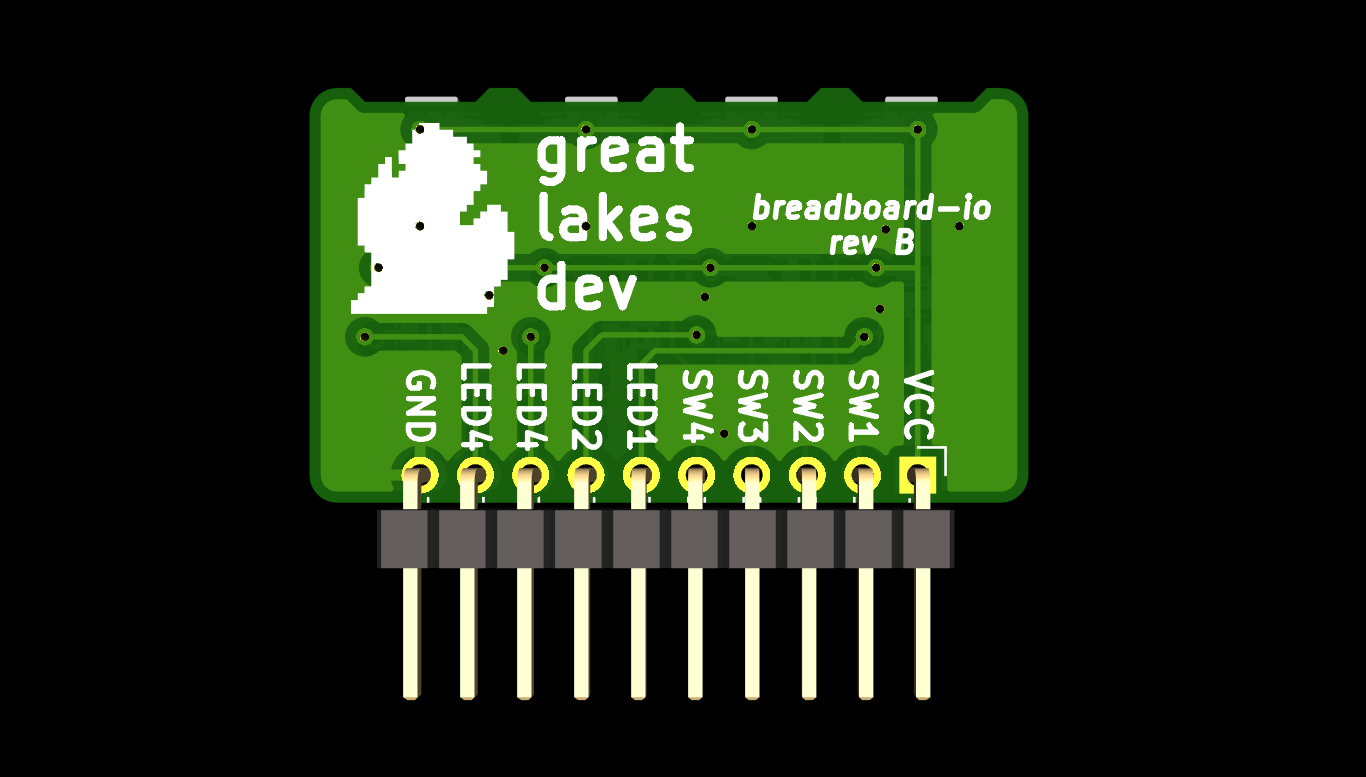 great
lakes
dev
breadboard-io
rev B
GND
LED4
LED4
LED2
LED1
SW4
SW3
SW2
SW1
VCC